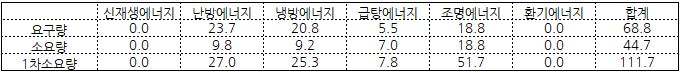 신재생에너지 난방에너지 냉방에너지 급탕에너지 조명에너지 환기에너지 합계
요구량 0.0 23.7 20.8 5.5 18.8 0.0 68.8
소요량 0.0 9.8 9.2 7.0 18.8 0.0 44.7
1차소요량 0.0 27.0 25.3 7.8 51.7 0.0 111.7